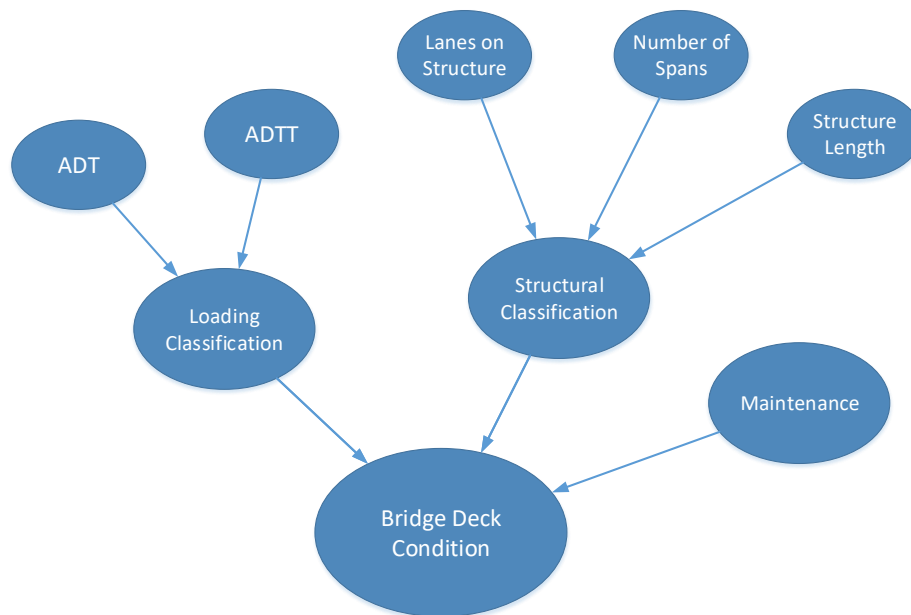 Lanes on
Structure
Number of
Spans
ADTT
Structure
Length
ADT
Structural
Classification
Loading
Classification
Maintenance
Bridge Deck
Condition